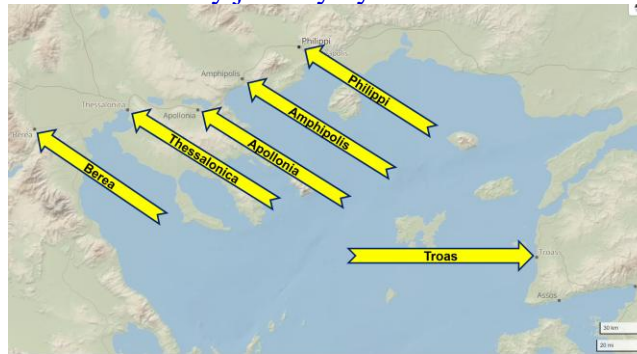 Philippi
Amphipolis
Thessalonica
Apollonia
Berea
Troas
Assos
Philippi
Amphipolis
Apollonia
Thessalonica
Berea
Troas
30 km
20 mi